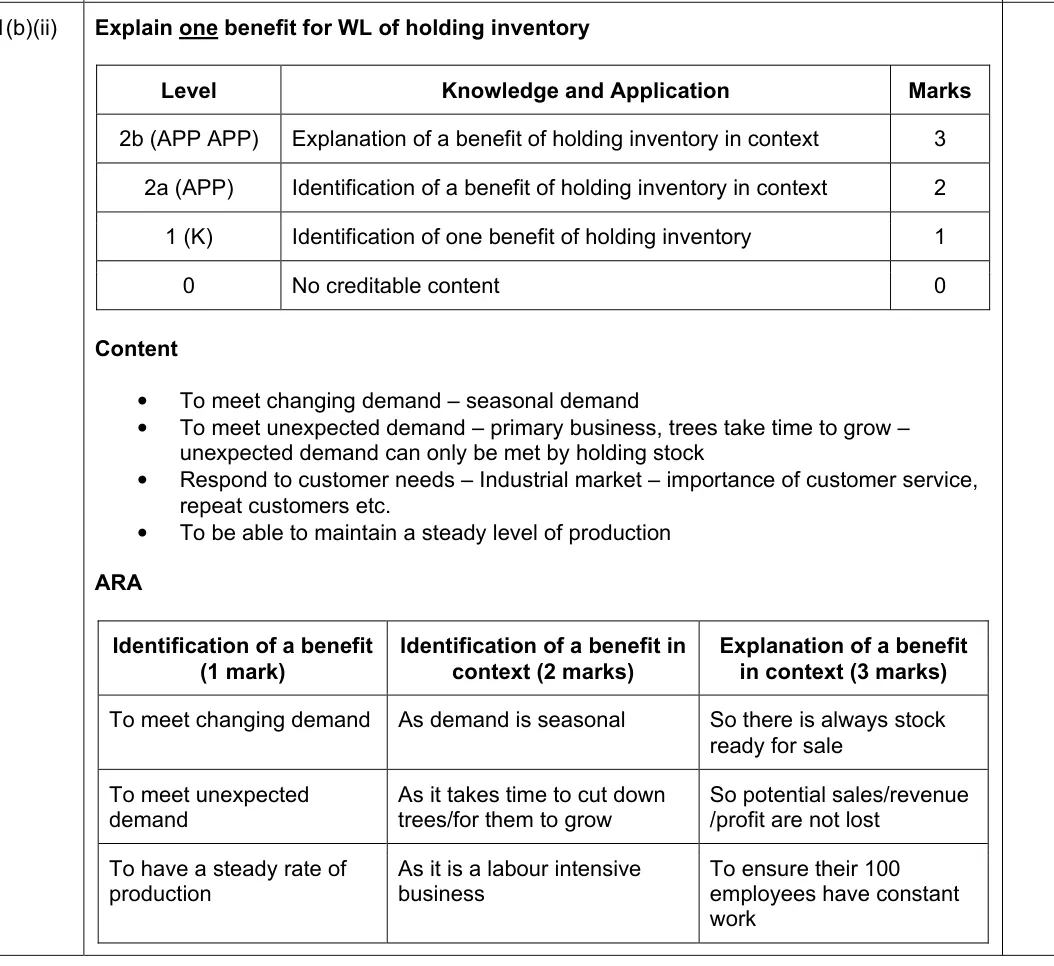 1(b)(ii)
Explain one benefit for WL of holding inventory
Level
Knowledge and Application
Marks
2b (APP APP)
Explanation of a benefit of holding inventory in context
3
2a (APP)
Identification of a benefit of holding inventory in context
2
1 (K)
Identification of one benefit of holding inventory
1
0
No creditable content
0
Content
• To meet changing demand – seasonal demand
• To meet unexpected demand – primary business, trees take time to grow –
unexpected demand can only be met by holding stock
• Respond to customer needs – Industrial market – importance of customer service,
repeat customers etc.
• To be able to maintain a steady level of production
ARA
Identification of a benefit
(1 mark)
Identification of a benefit in
context (2 marks)
Explanation of a benefit
in context (3 marks)
To meet changing demand
As demand is seasonal
So there is always stock
ready for sale
To meet unexpected
demand
As it takes time to cut down
trees/for them to grow
So potential sales/revenue
/profit are not lost
To have a steady rate of
production
As it is a labour intensive
business
To ensure their 100
employees have constant
work